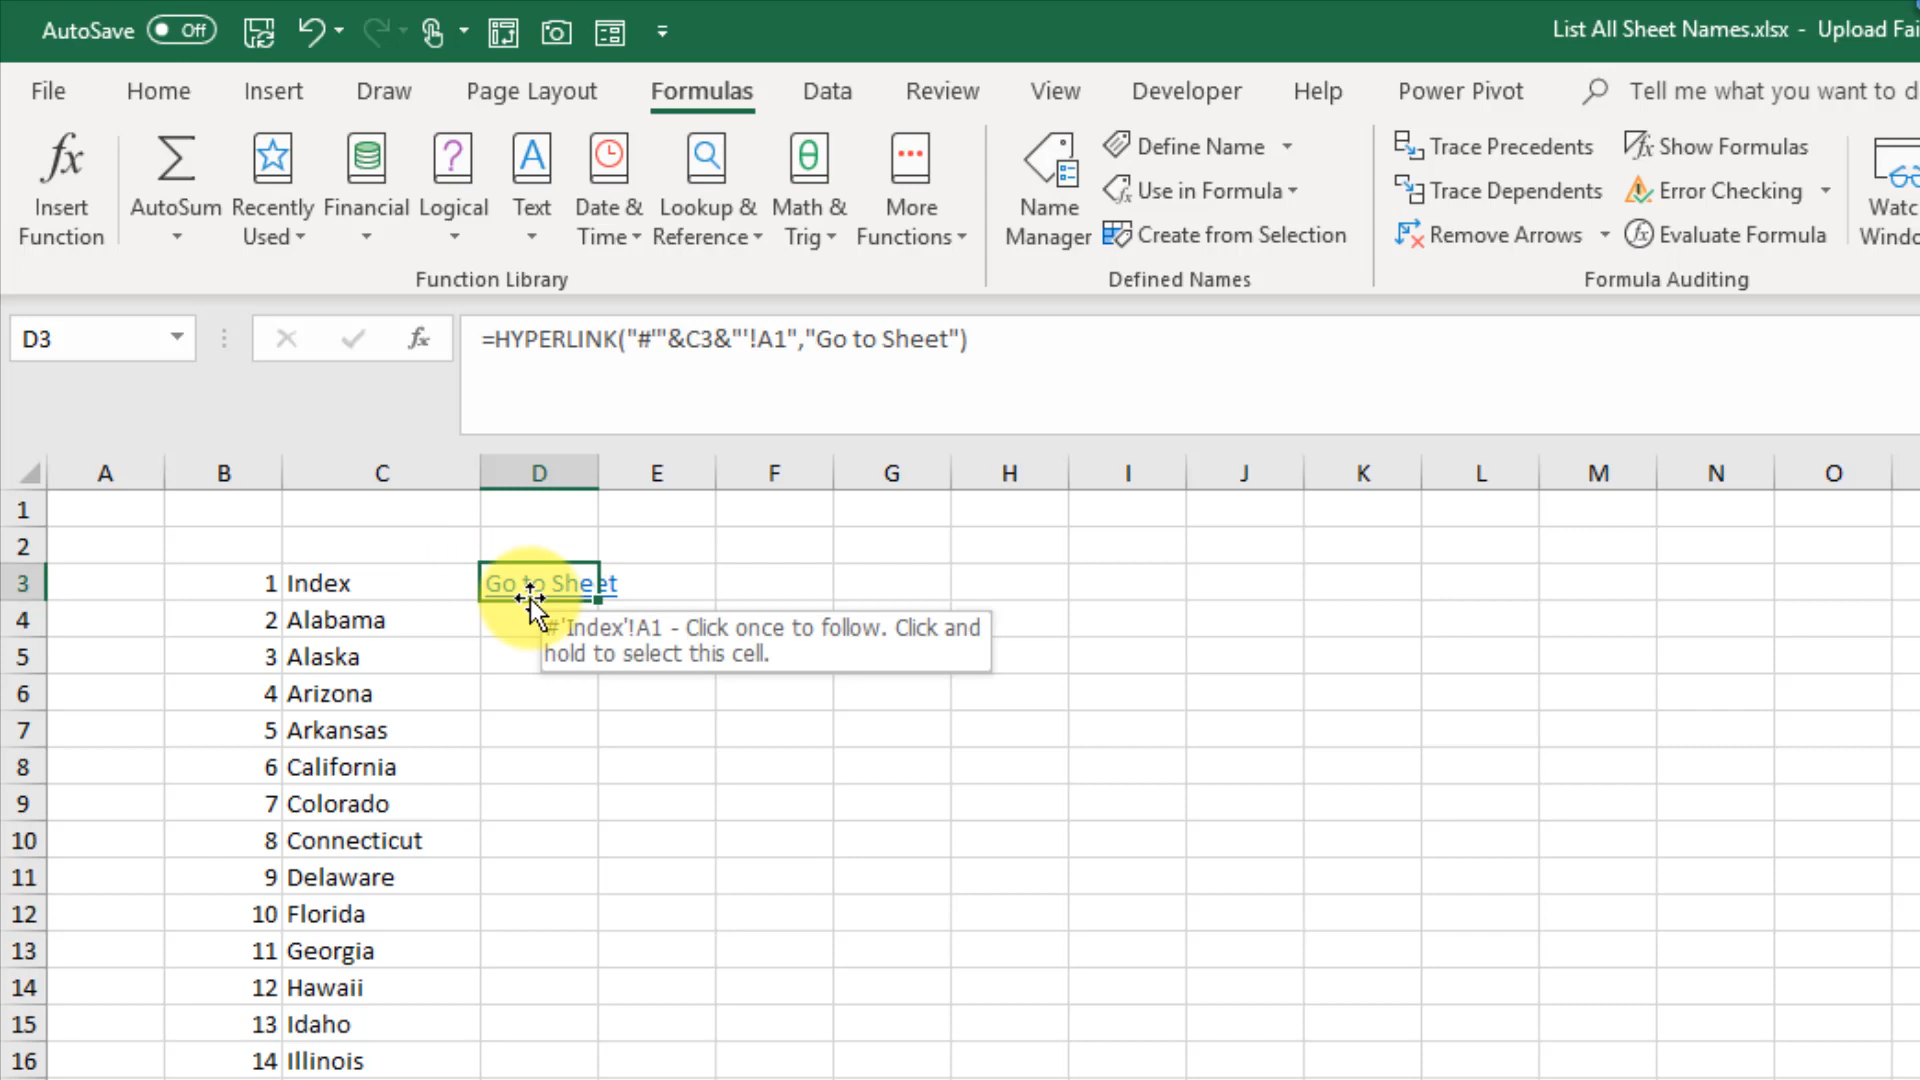 AutoSave Off List All Sheet Names.xlsx - Upload Fai
File Home Insert Draw Page Layout Formulas Data Review View Developer Help Power Pivot Tell me what you want to d
fx Σ ? A θ
Insert Function
AutoSum
Recently Used
Financial
Logical
Text
Date & Time
Lookup & Reference
Math & Trig
More Functions
Function Library
Name Manager
Define Name
Use in Formula
Create from Selection
Defined Names
Trace Precedents
Trace Dependents
Remove Arrows
Show Formulas
Error Checking
Evaluate Formula
Formula Auditing
Watc
Windo
D3 fx =HYPERLINK("#'"&C3&"'!A1","Go to Sheet")
A B C D E F G H I J K L M N O
1
2
3 1 Index Go to Sheet
4 2 Alabama
#'Index'!A1 - Click once to follow. Click and
hold to select this cell.
5 3 Alaska
6 4 Arizona
7 5 Arkansas
8 6 California
9 7 Colorado
10 8 Connecticut
11 9 Delaware
12 10 Florida
13 11 Georgia
14 12 Hawaii
15 13 Idaho
16 14 Illinois